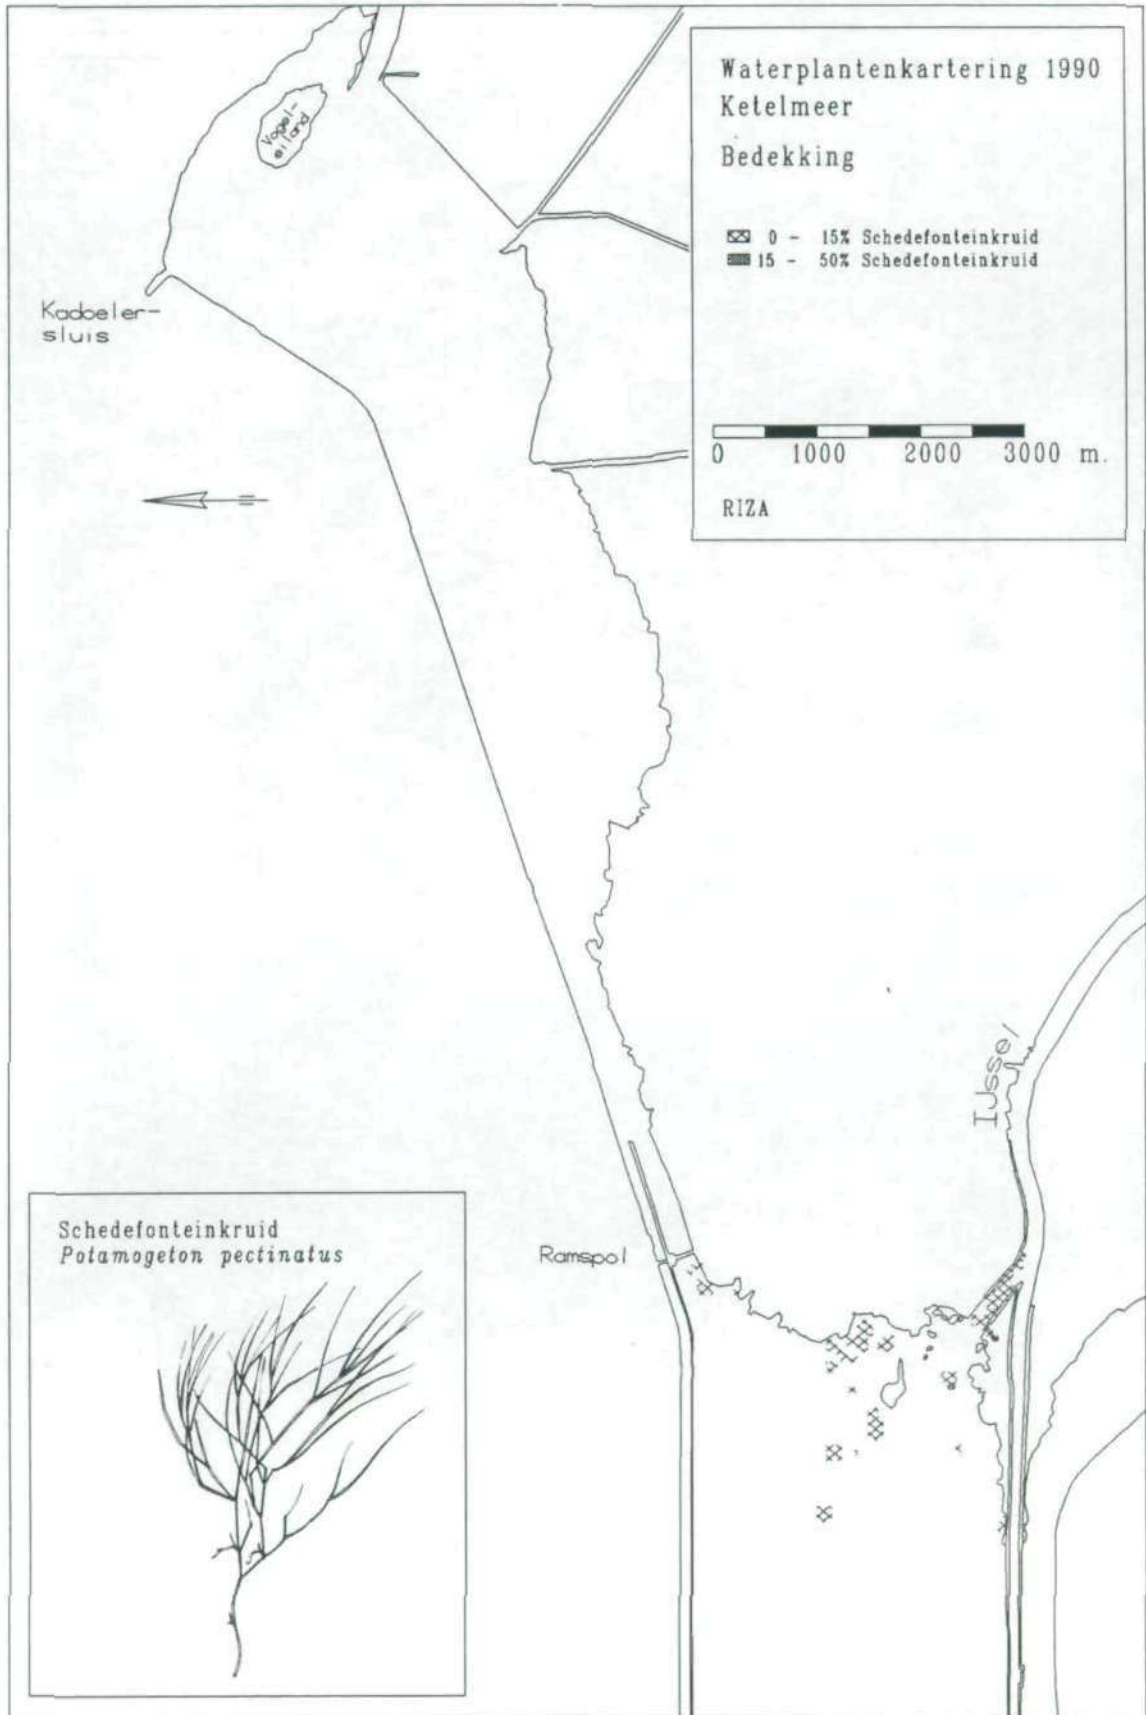 Waterplantenkartering 1990
Ketelmeer
Bedekking
0 - 15% Schedefonteinkruid
15 - 50% Schedefonteinkruid
0 1000 2000 3000 m.
RIZA
Vogel-
eiland
Kadoeler-
sluis
IJssel
Ramspol
Schedefonteinkruid
Potamogeton pectinatus